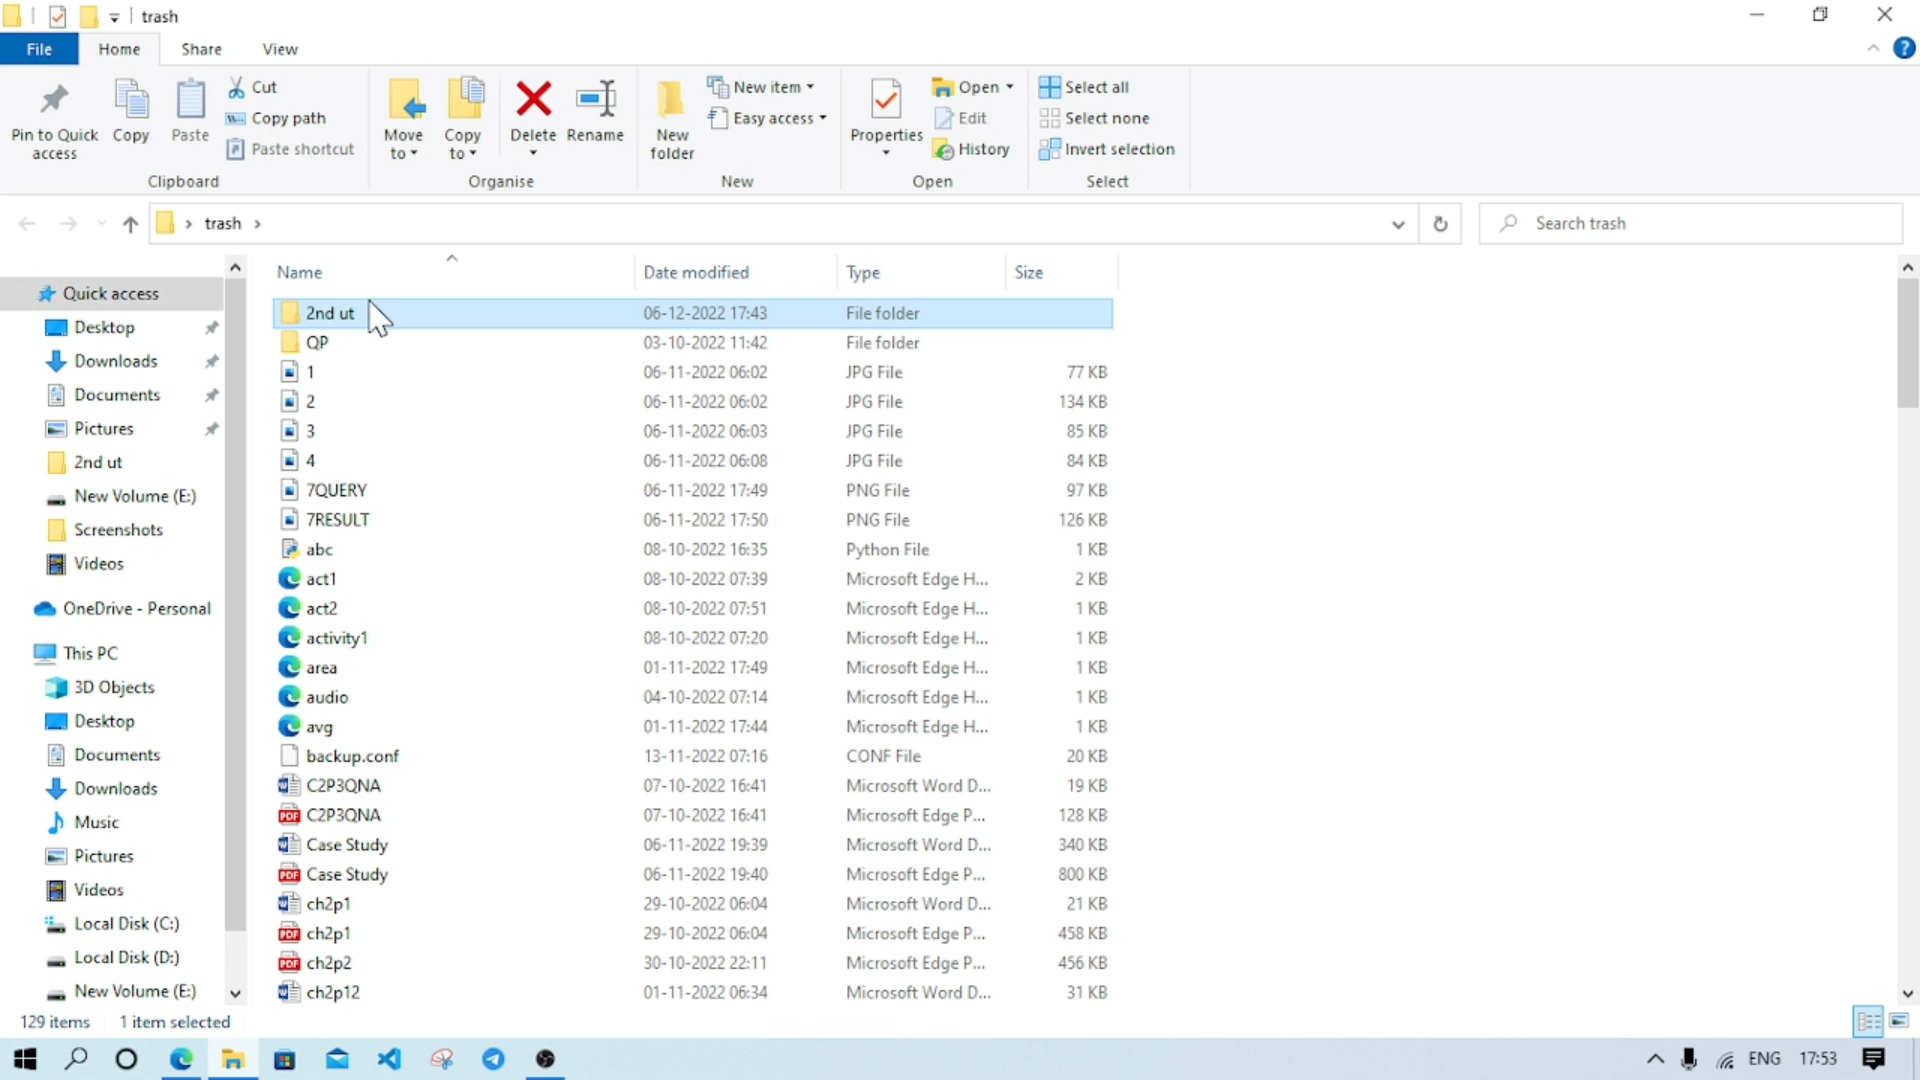 trash
File Home Share View
Pin to Quick access
Copy
Paste
Cut
Copy path
Paste shortcut
Clipboard
Move to
Copy to
Delete
Rename
Organise
New folder
New item
Easy access
New
Properties
Open
Edit
History
Open
Select all
Select none
Invert selection
Select
trash
Search trash
Quick access
Desktop
Downloads
Documents
Pictures
2nd ut
New Volume (E:)
Screenshots
Videos
OneDrive - Personal
This PC
3D Objects
Desktop
Documents
Downloads
Music
Pictures
Videos
Local Disk (C:)
Local Disk (D:)
New Volume (E:)
Name Date modified Type Size
2nd ut 06-12-2022 17:43 File folder
QP 03-10-2022 11:42 File folder
1 06-11-2022 06:02 JPG File 77 KB
2 06-11-2022 06:02 JPG File 134 KB
3 06-11-2022 06:03 JPG File 85 KB
4 06-11-2022 06:08 JPG File 84 KB
7QUERY 06-11-2022 17:49 PNG File 97 KB
7RESULT 06-11-2022 17:50 PNG File 126 KB
abc 08-10-2022 16:35 Python File 1 KB
act1 08-10-2022 07:39 Microsoft Edge H... 2 KB
act2 08-10-2022 07:51 Microsoft Edge H... 1 KB
activity1 08-10-2022 07:20 Microsoft Edge H... 1 KB
area 01-11-2022 17:49 Microsoft Edge H... 1 KB
audio 04-10-2022 07:14 Microsoft Edge H... 1 KB
avg 01-11-2022 17:44 Microsoft Edge H... 1 KB
backup.conf 13-11-2022 07:16 CONF File 20 KB
C2P3QNA 07-10-2022 16:41 Microsoft Word D... 19 KB
PDF C2P3QNA 07-10-2022 16:41 Microsoft Edge P... 128 KB
Case Study 06-11-2022 19:39 Microsoft Word D... 340 KB
PDF Case Study 06-11-2022 19:40 Microsoft Edge P... 800 KB
ch2p1 29-10-2022 06:04 Microsoft Word D... 21 KB
PDF ch2p1 29-10-2022 06:04 Microsoft Edge P... 458 KB
PDF ch2p2 30-10-2022 22:11 Microsoft Edge P... 456 KB
ch2p12 01-11-2022 06:34 Microsoft Word D... 31 KB
129 items 1 item selected
ENG 17:53